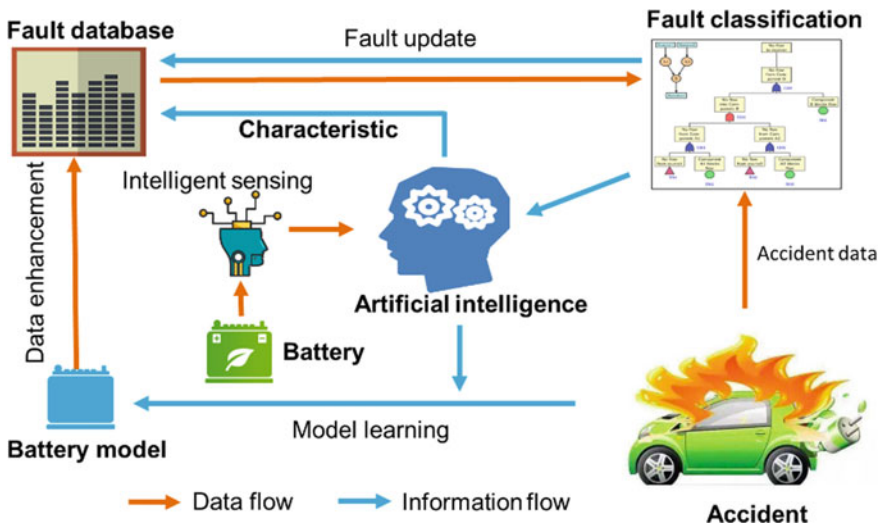 Fault database
Fault classification
Fault update
Characteristic
Intelligent sensing
Data enhancement
Artificial intelligence
Accident data
Battery
Battery model
Model learning
Accident
Data flow
Information flow